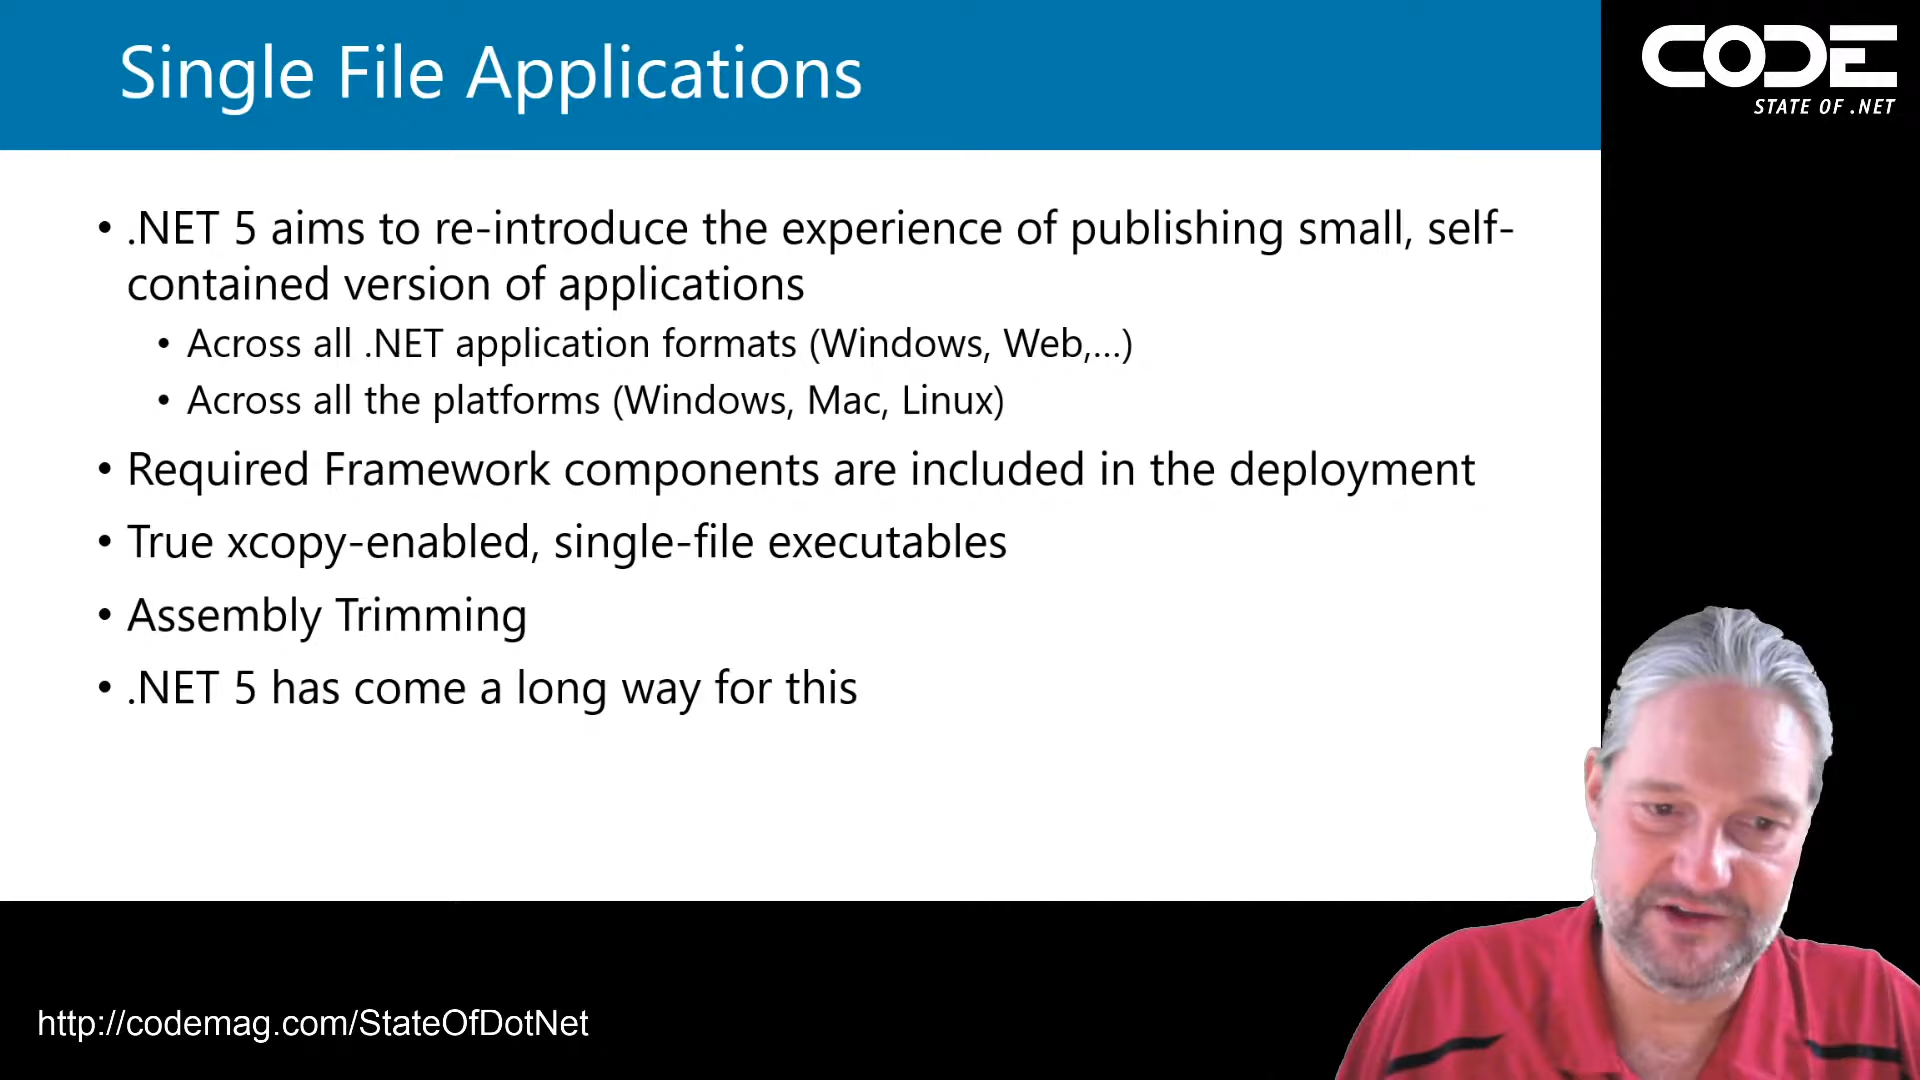 Single File Applications
CODE
STATE OF .NET
• .NET 5 aims to re-introduce the experience of publishing small, self-
contained version of applications
• Across all .NET application formats (Windows, Web,...)
• Across all the platforms (Windows, Mac, Linux)
• Required Framework components are included in the deployment
• True xcopy-enabled, single-file executables
• Assembly Trimming
• .NET 5 has come a long way for this
http://codemag.com/StateOfDotNet